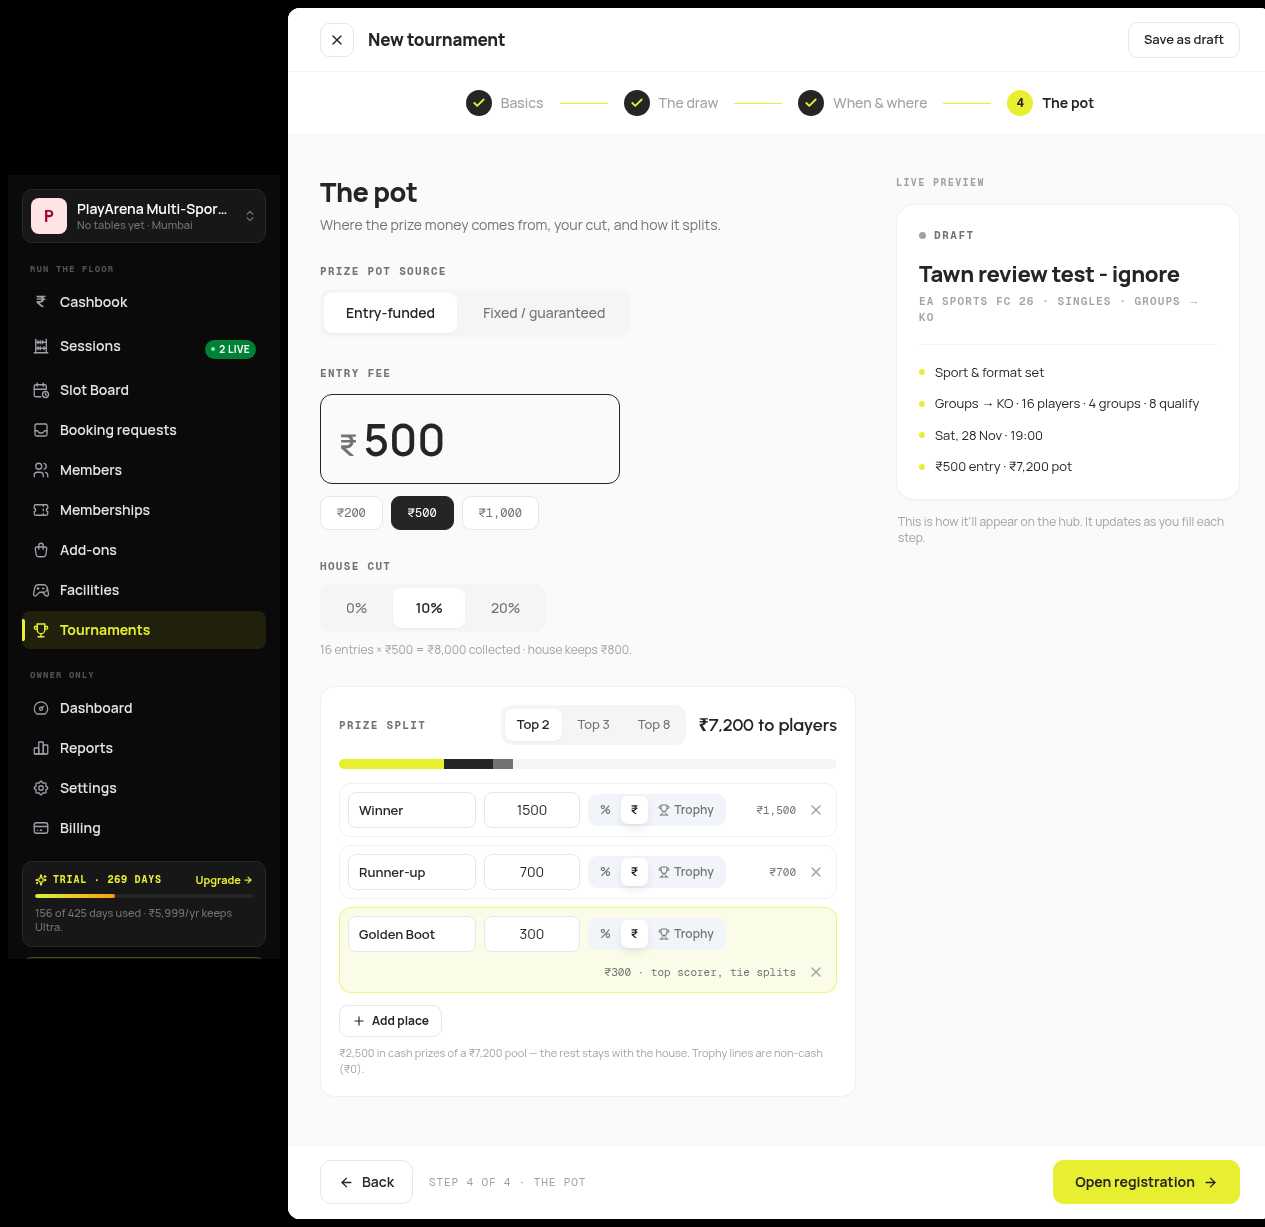 P
PlayArena Multi-Spor...
No tables yet · Mumbai
RUN THE FLOOR
₹ Cashbook
Sessions
• 2 LIVE
Slot Board
Booking requests
Members
Memberships
Add-ons
Facilities
Tournaments
OWNER ONLY
Dashboard
Reports
Settings
Billing
TRIAL · 269 DAYS
Upgrade →
156 of 425 days used · ₹5,999/yr keeps
Ultra.
New tournament
Save as draft
Basics
The draw
When & where
4 The pot
The pot
Where the prize money comes from, your cut, and how it splits.
PRIZE POT SOURCE
Entry-funded
Fixed / guaranteed
ENTRY FEE
₹ 500
₹200
₹500
₹1,000
HOUSE CUT
0%
10%
20%
16 entries × ₹500 = ₹8,000 collected · house keeps ₹800.
PRIZE SPLIT
Top 2
Top 3
Top 8
₹7,200 to players
Winner
1500
%
₹
Trophy
₹1,500
Runner-up
700
%
₹
Trophy
₹700
Golden Boot
300
%
₹
Trophy
₹300 · top scorer, tie splits
+ Add place
₹2,500 in cash prizes of a ₹7,200 pool — the rest stays with the house. Trophy lines are non-cash
(₹0).
LIVE PREVIEW
DRAFT
Tawn review test - ignore
EA SPORTS FC 26 · SINGLES · GROUPS →
KO
Sport & format set
Groups → KO · 16 players · 4 groups · 8 qualify
Sat, 28 Nov · 19:00
₹500 entry · ₹7,200 pot
This is how it'll appear on the hub. It updates as you fill each
step.
← Back
STEP 4 OF 4 · THE POT
Open registration →